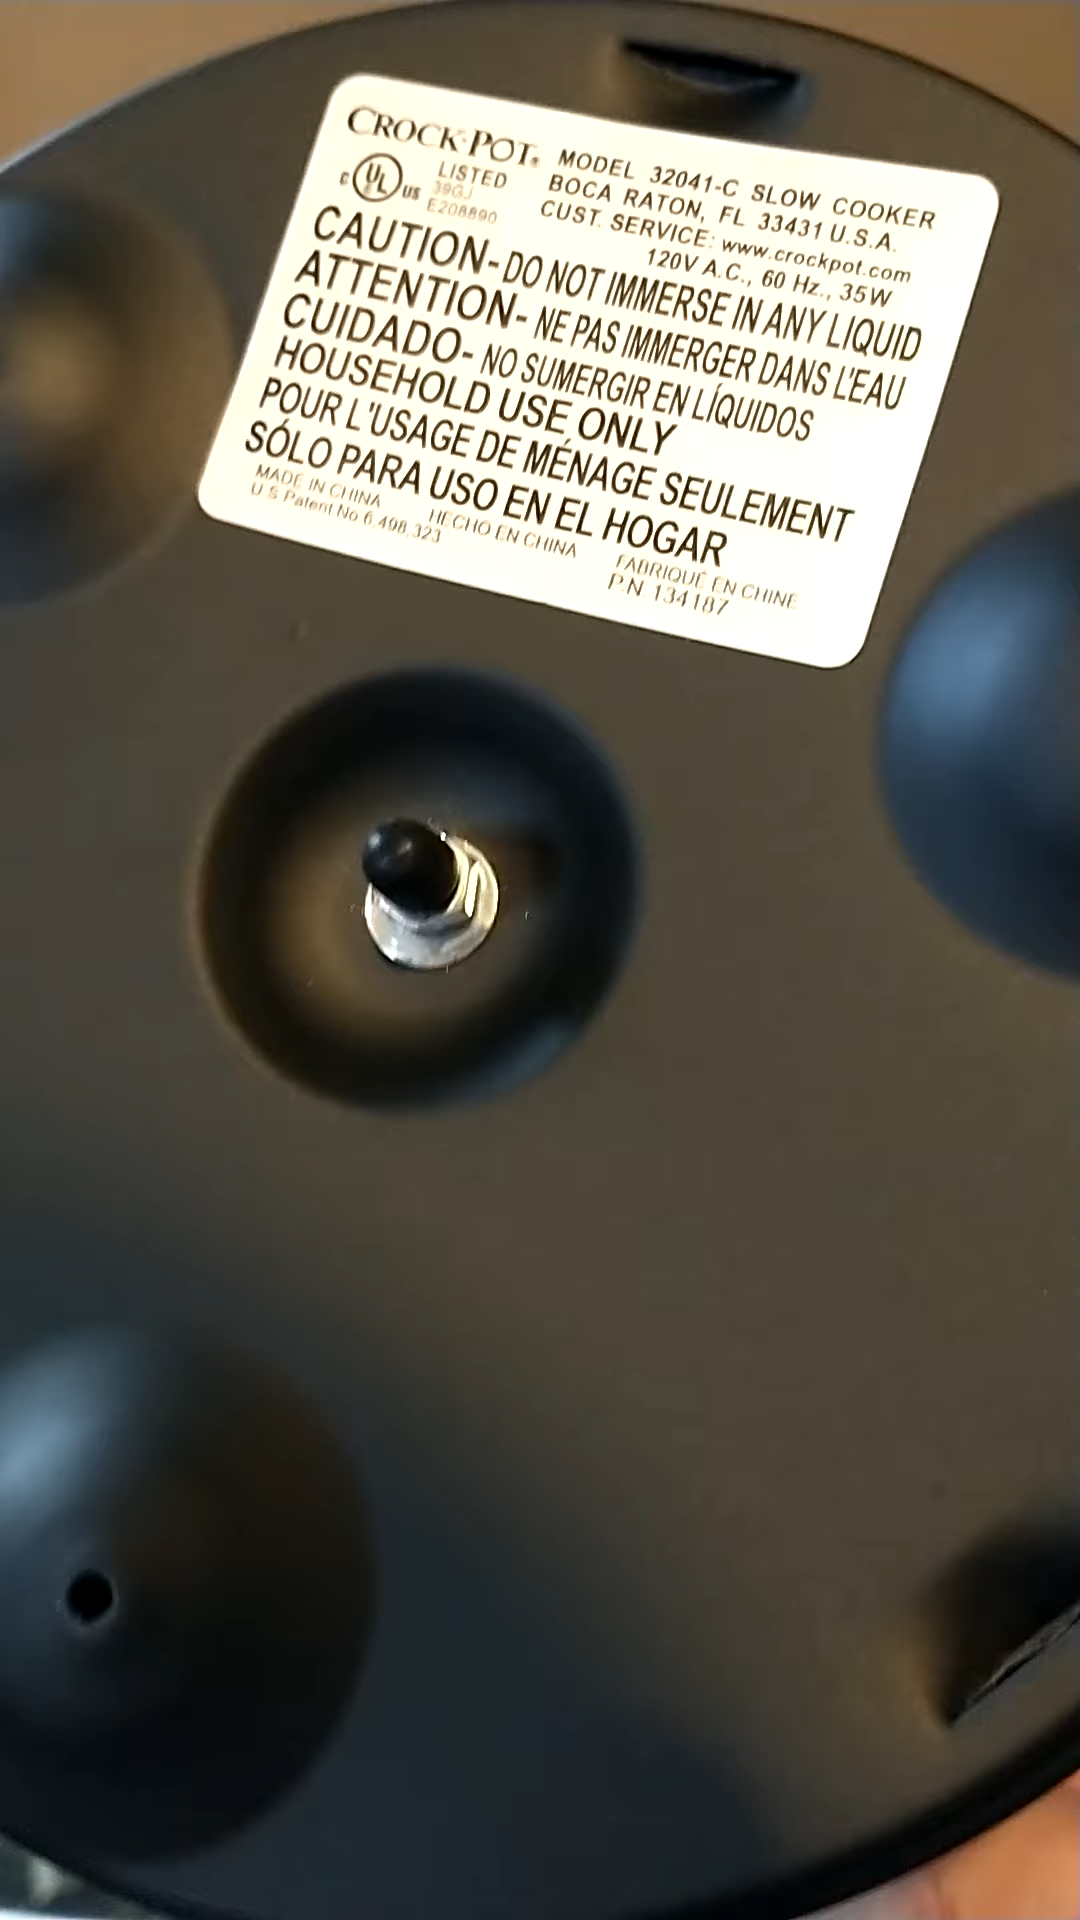 CROCK·POT®
C UL US LISTED
39GJ
E208890
MODEL 32041-C SLOW COOKER
BOCA RATON, FL 33431 U.S.A.
CUST. SERVICE: www.crockpot.com
120V A.C., 60 Hz., 35W
CAUTION- DO NOT IMMERSE IN ANY LIQUID
ATTENTION- NE PAS IMMERGER DANS L'EAU
CUIDADO- NO SUMERGIR EN LÍQUIDOS
HOUSEHOLD USE ONLY
POUR L'USAGE DE MÉNAGE SEULEMENT
SÓLO PARA USO EN EL HOGAR
MADE IN CHINA HECHO EN CHINA FABRIQUÉ EN CHINE
U S Patent No 6,498,323 P.N. 134187